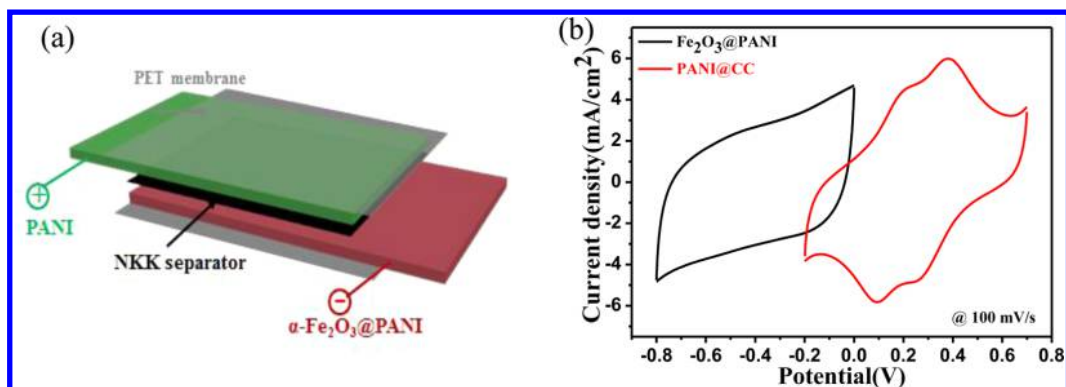 (a)
PET membrane
PANI
NKK separator
α-Fe₂O₃@PANI
(b)
Fe₂O₃@PANI
PANI@CC
Current density(mA/cm²)
6
4
2
0
-2
-4
-6
@ 100 mV/s
-0.8 -0.6 -0.4 -0.2 0.0 0.2 0.4 0.6 0.8
Potential(V)